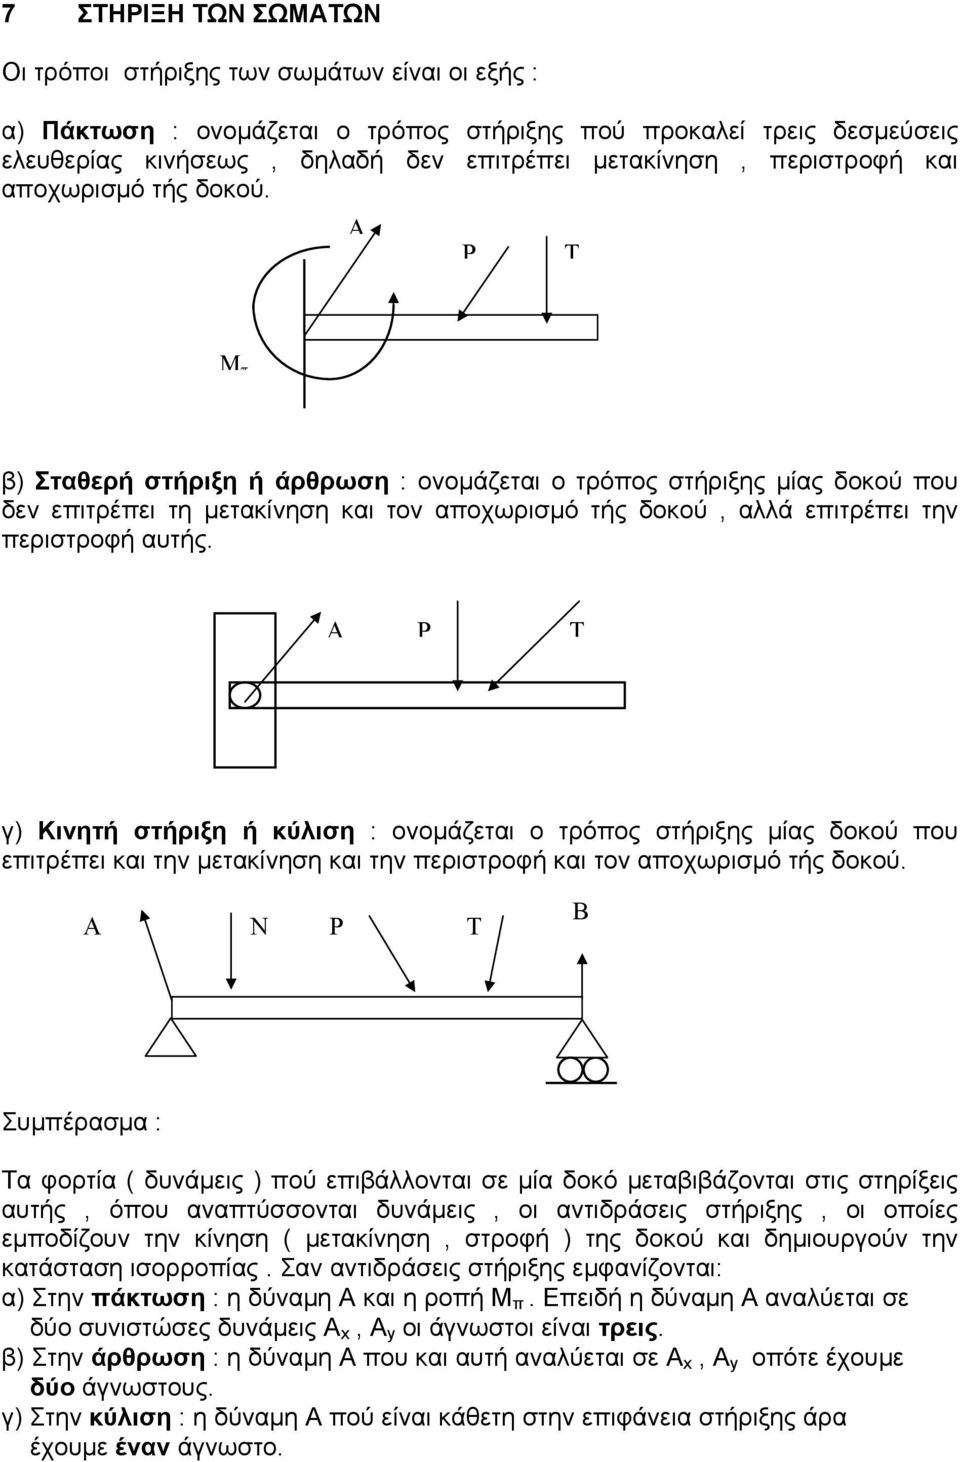 7 ΣΤΗΡΙΞΗ ΤΩΝ ΣΩΜΑΤΩΝ
Οι τρόποι στήριξης των σωμάτων είναι οι εξής :
α) Πάκτωση : ονομάζεται ο τρόπος στήριξης πού προκαλεί τρεις δεσμεύσεις
ελευθερίας κινήσεως , δηλαδή δεν επιτρέπει μετακίνηση , περιστροφή και
αποχωρισμό τής δοκού.
Α
Ρ Τ
Μπ
β) Σταθερή στήριξη ή άρθρωση : ονομάζεται ο τρόπος στήριξης μίας δοκού που
δεν επιτρέπει τη μετακίνηση και τον αποχωρισμό τής δοκού , αλλά επιτρέπει την
περιστροφή αυτής.
Α Ρ Τ
γ) Κινητή στήριξη ή κύλιση : ονομάζεται ο τρόπος στήριξης μίας δοκού που
επιτρέπει και την μετακίνηση και την περιστροφή και τον αποχωρισμό τής δοκού.
Α Ν Ρ Τ Β
Συμπέρασμα :
Τα φορτία ( δυνάμεις ) πού επιβάλλονται σε μία δοκό μεταβιβάζονται στις στηρίξεις
αυτής , όπου αναπτύσσονται δυνάμεις , οι αντιδράσεις στήριξης , οι οποίες
εμποδίζουν την κίνηση ( μετακίνηση , στροφή ) της δοκού και δημιουργούν την
κατάσταση ισορροπίας . Σαν αντιδράσεις στήριξης εμφανίζονται:
α) Στην πάκτωση : η δύναμη Α και η ροπή Μπ . Επειδή η δύναμη Α αναλύεται σε
δύο συνιστώσες δυνάμεις Αx , Αy οι άγνωστοι είναι τρεις.
β) Στην άρθρωση : η δύναμη Α που και αυτή αναλύεται σε Αx , Αy οπότε έχουμε
δύο άγνωστους.
γ) Στην κύλιση : η δύναμη Α πού είναι κάθετη στην επιφάνεια στήριξης άρα
έχουμε έναν άγνωστο.